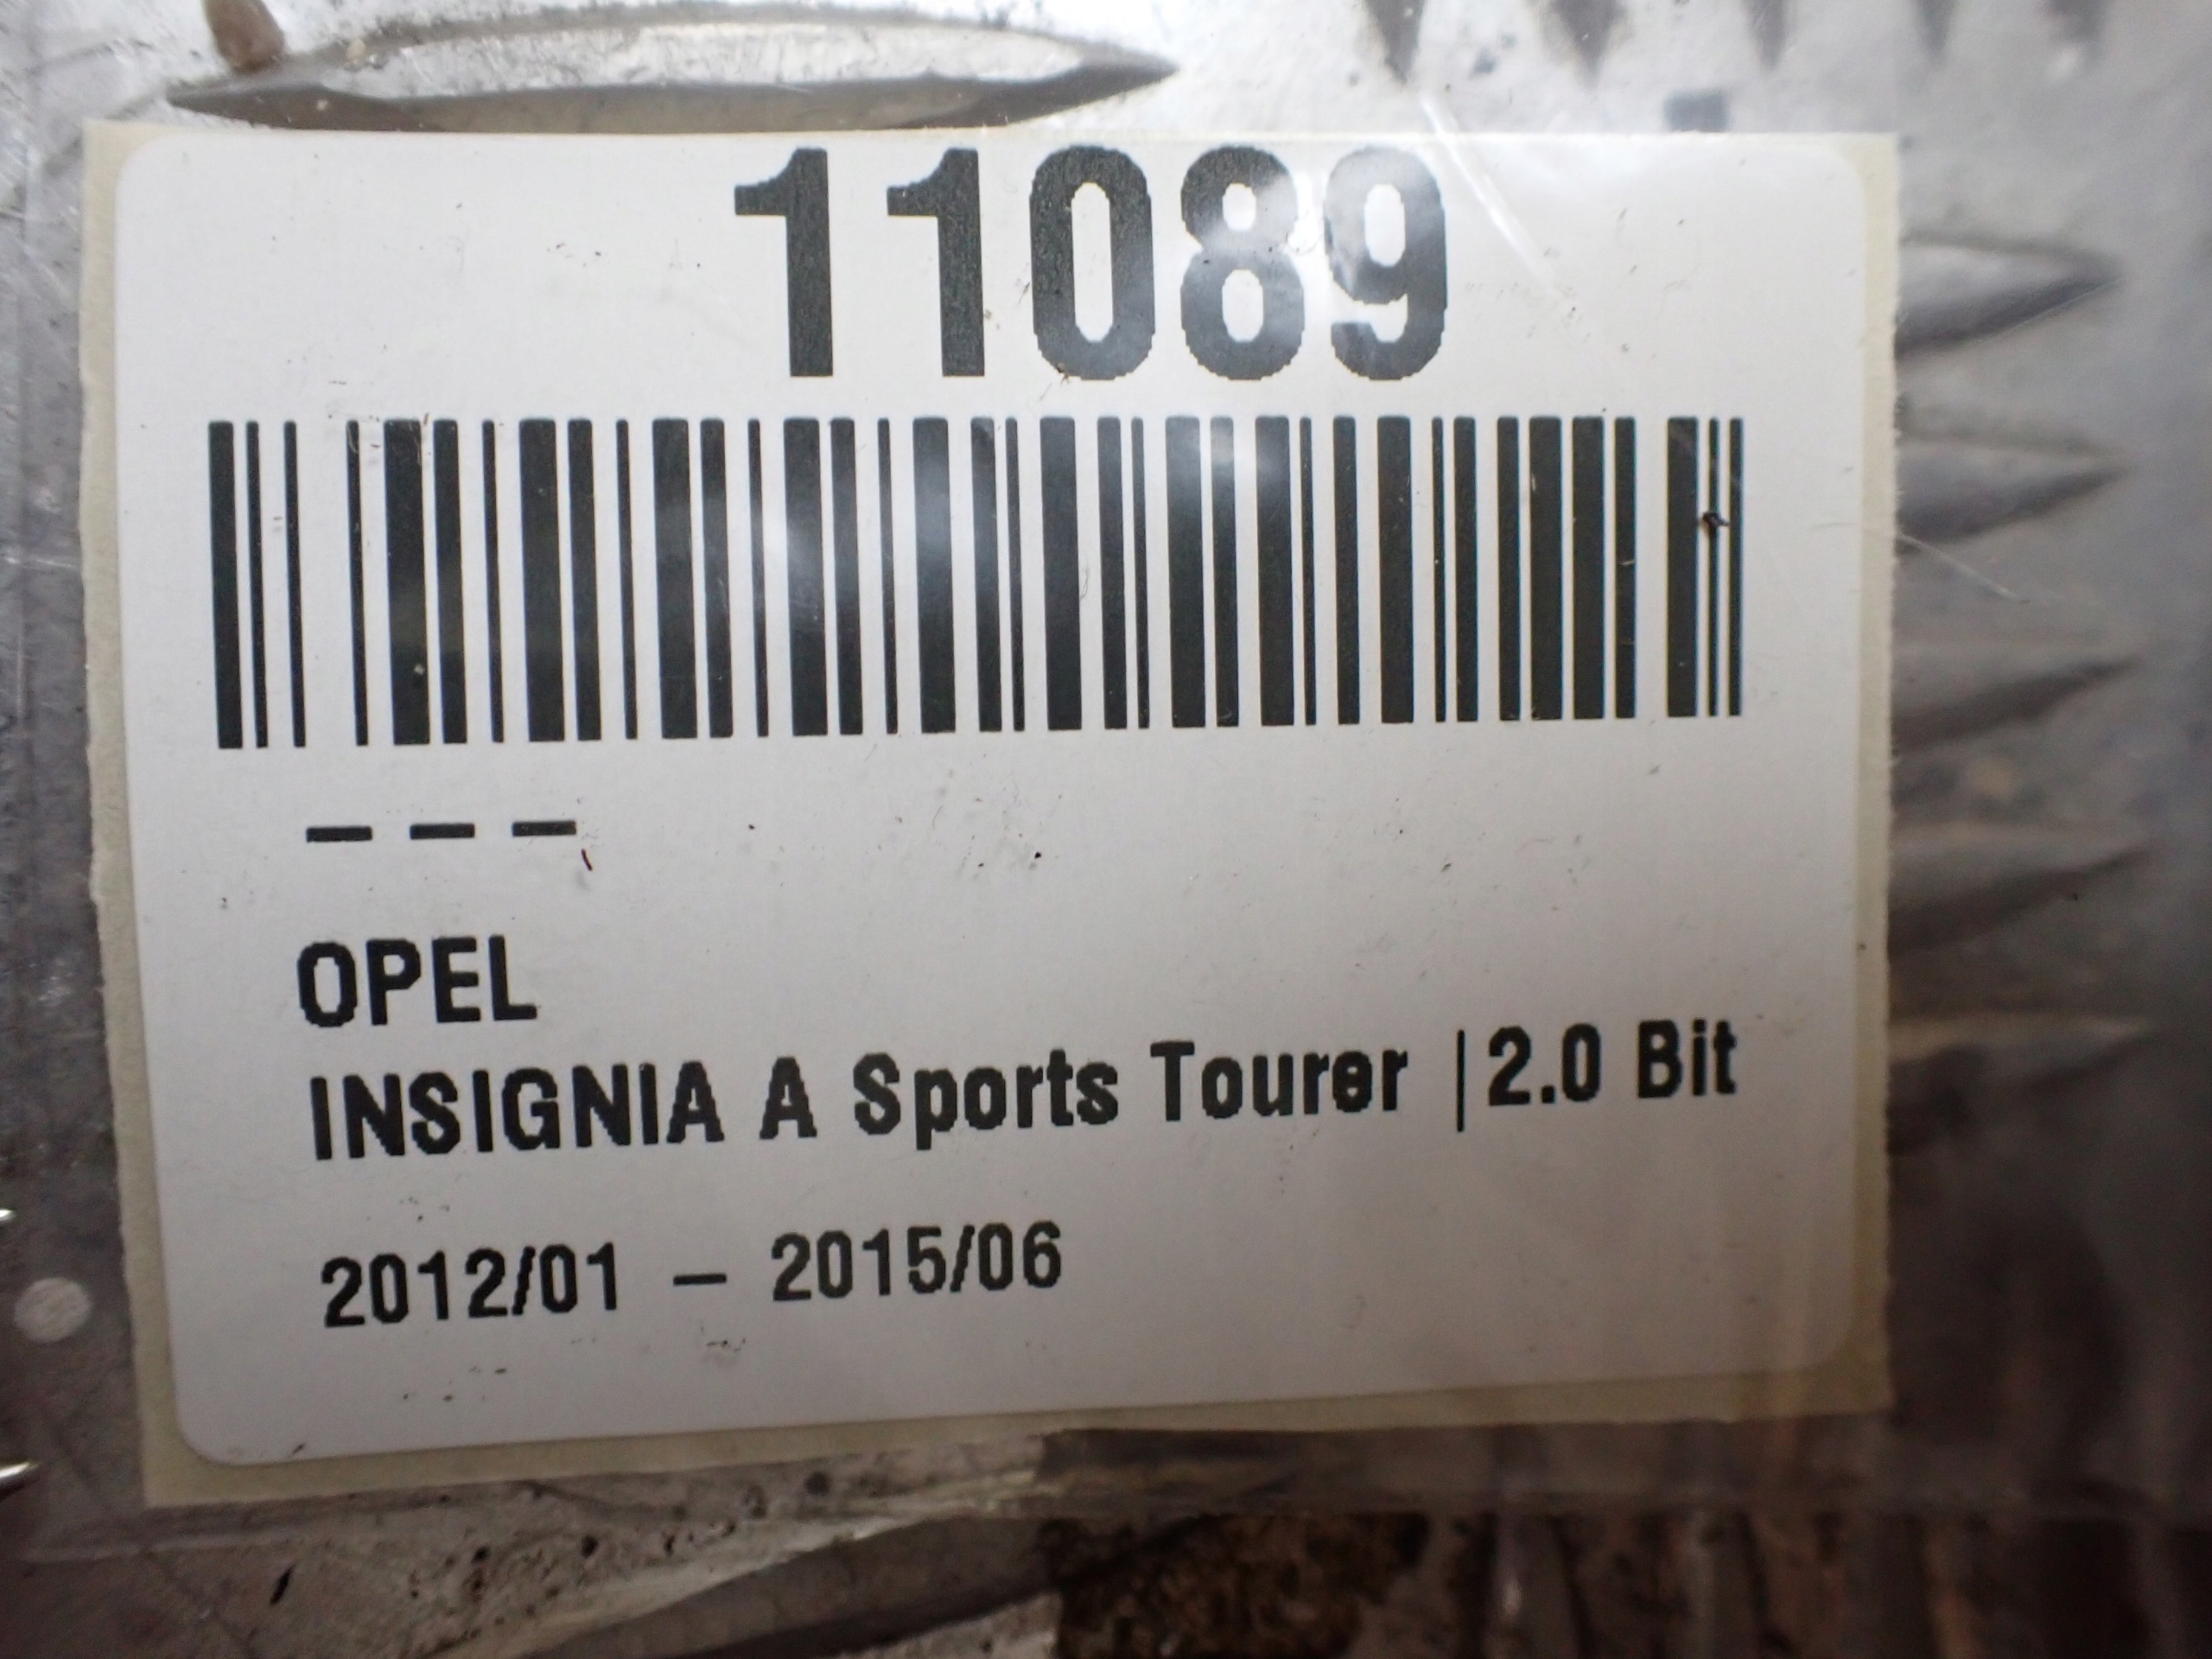 11089
– – –
OPEL
INSIGNIA A Sports Tourer |2.0 Bit
2012/01 – 2015/06